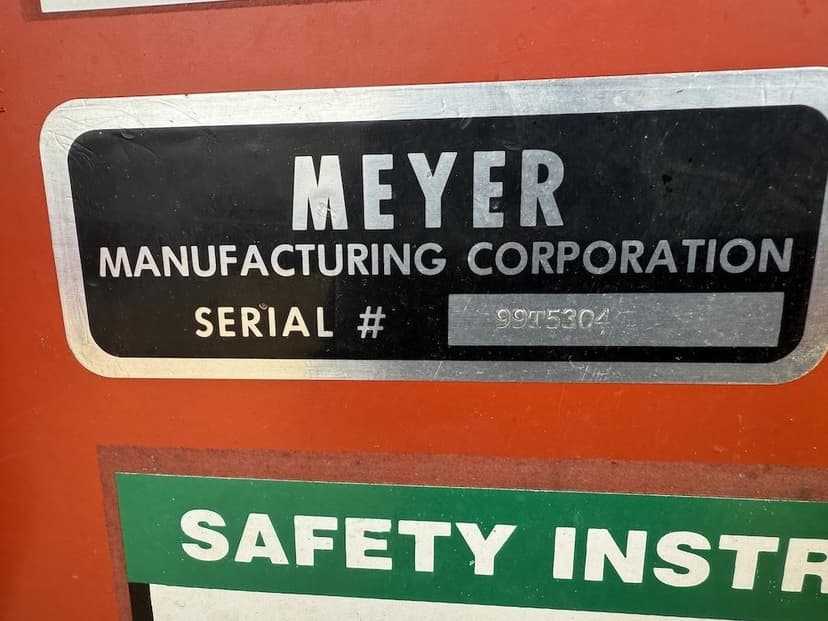 MEYER
MANUFACTURING CORPORATION
SERIAL # 99T5304
SAFETY INSTR